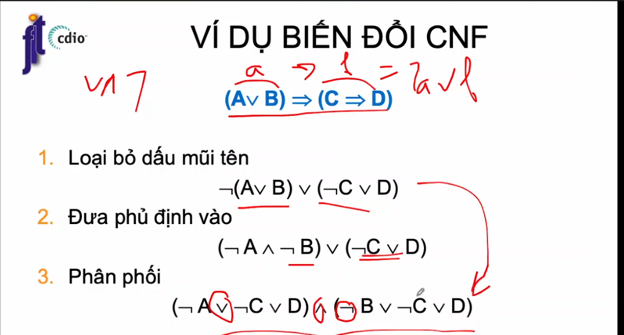 fit cdio
VÍ DỤ BIẾN ĐỔI CNF
∨∧ ¬
a ⇒ b = ¬a ∨ b
(A∨ B) ⇒ (C ⇒ D)
1. Loại bỏ dấu mũi tên
¬(A∨ B) ∨ (¬C ∨ D)
2. Đưa phủ định vào
(¬ A ∧ ¬ B) ∨ (¬C ∨ D)
3. Phân phối
(¬ A ∨ ¬C ∨ D) ∧ (¬ B ∨ ¬C ∨ D)